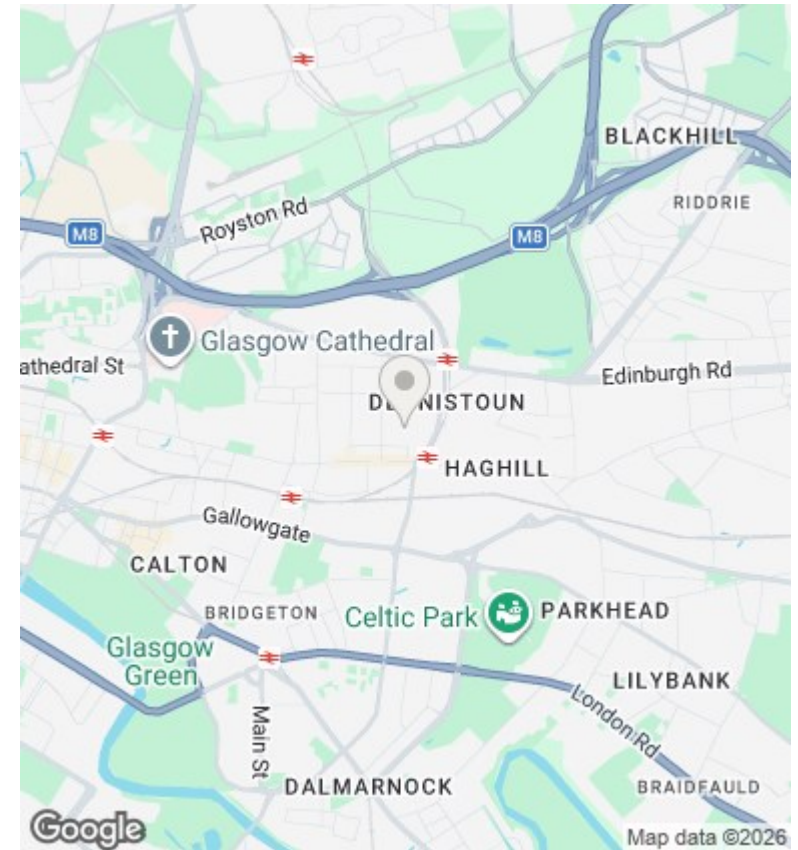 BLACKHILL
RIDDRIE
Royston Rd
M8
M8
Glasgow Cathedral
athedral St
Edinburgh Rd
DENNISTOUN
HAGHILL
Gallowgate
CALTON
BRIDGETON
Celtic Park
PARKHEAD
Glasgow
Green
LILYBANK
Main St
London Rd
DALMARNOCK
BRAIDFAULD
Google
Map data ©2026